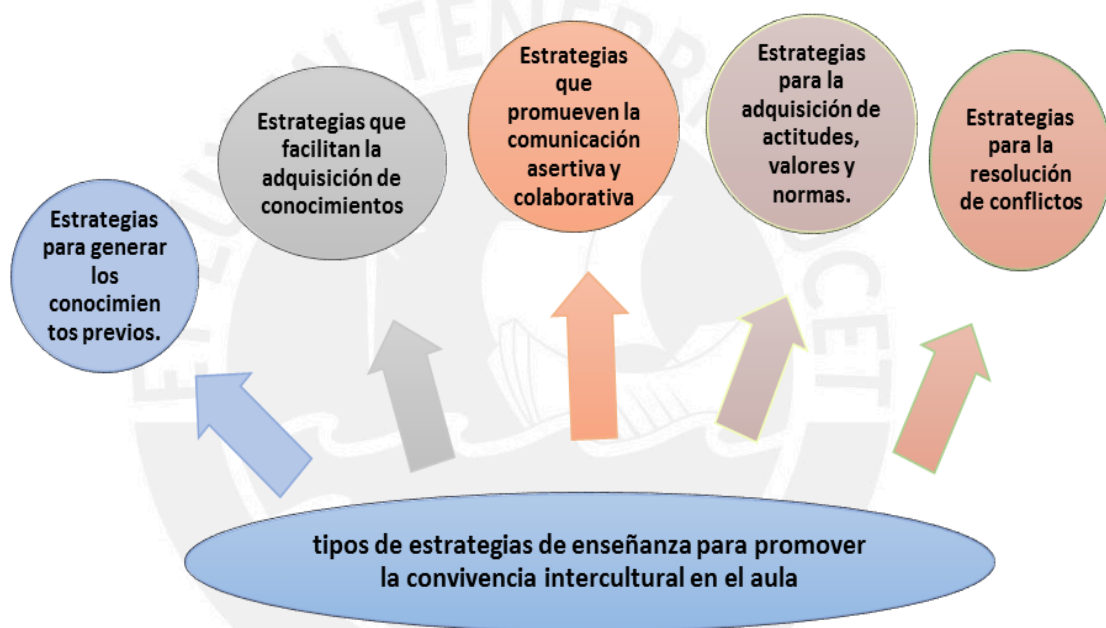 Estrategias
para generar
los
conocimien
tos previos.
Estrategias que
facilitan la
adquisición de
conocimientos
Estrategias
que
promueven la
comunicación
asertiva y
colaborativa
Estrategias
para la
adquisición de
actitudes,
valores y
normas.
Estrategias
para la
resolución
de conflictos
tipos de estrategias de enseñanza para promover
la convivencia intercultural en el aula